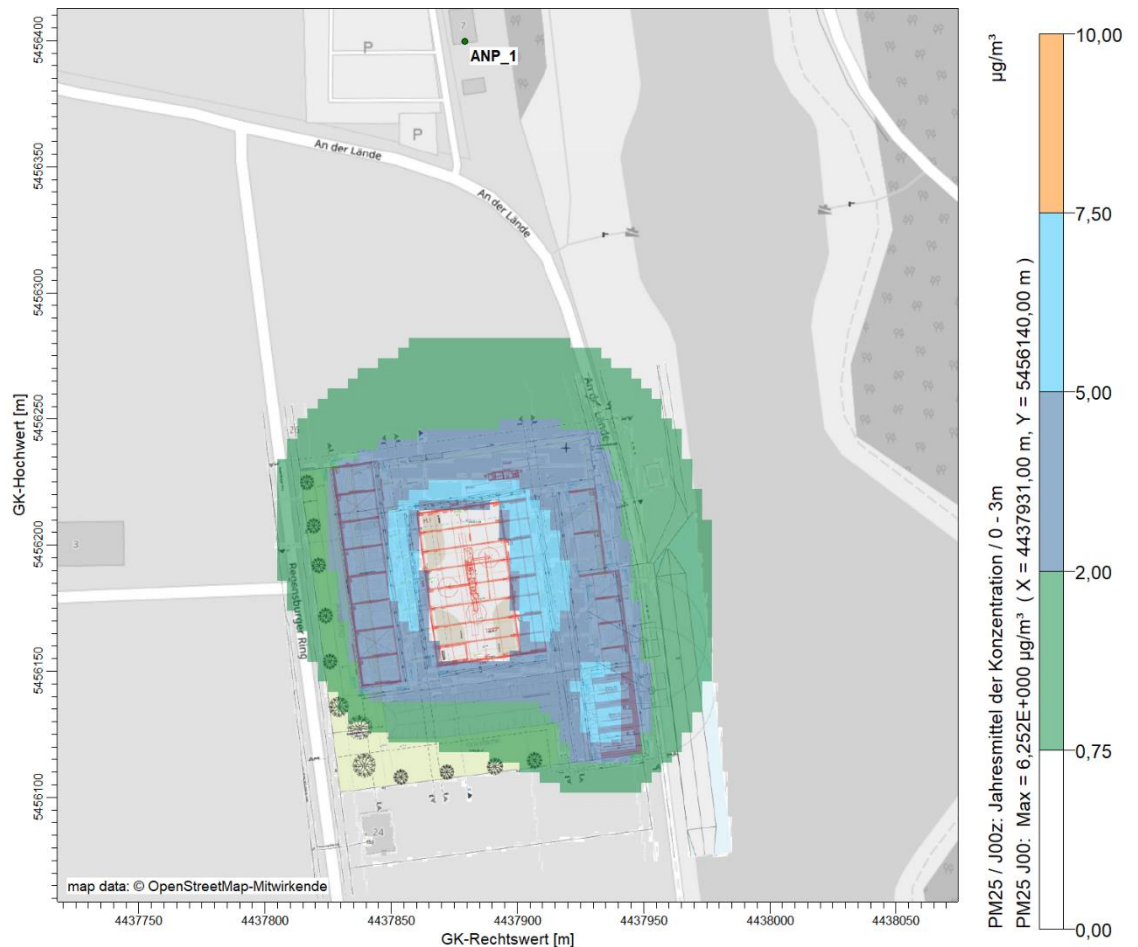 5456400
5456350
5456300
5456250
5456200
5456150
5456100
GK-Hochwert [m]
7
ANP_1
P
P
An der Lände
An der Lände
An der Lände
26
3
Regensburger Ring
24
map data: © OpenStreetMap-Mitwirkende
4437750
4437800
4437850
4437900
4437950
4438000
4438050
GK-Rechtswert [m]
µg/m³
10,00
7,50
5,00
2,00
0,75
0,00
PM25 / J00z: Jahresmittel der Konzentration / 0 - 3m
PM25 J00: Max = 6,252E+000 µg/m³ ( X = 4437931,00 m, Y = 5456140,00 m )